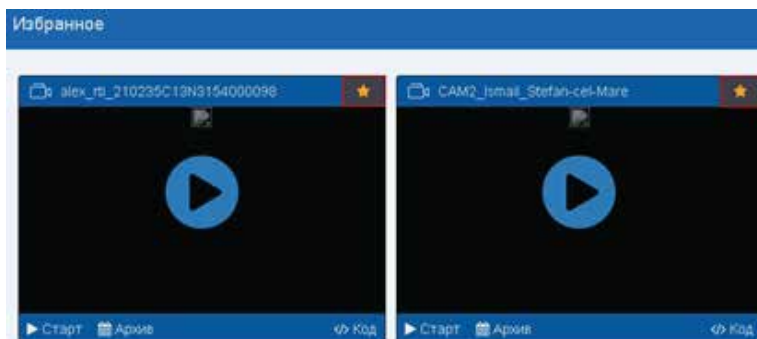 Избранное
alex_rti_210235C13N3154000098
CAM2_Ismail_Stefan-cel-Mare
Старт Архив Код
Старт Архив Код